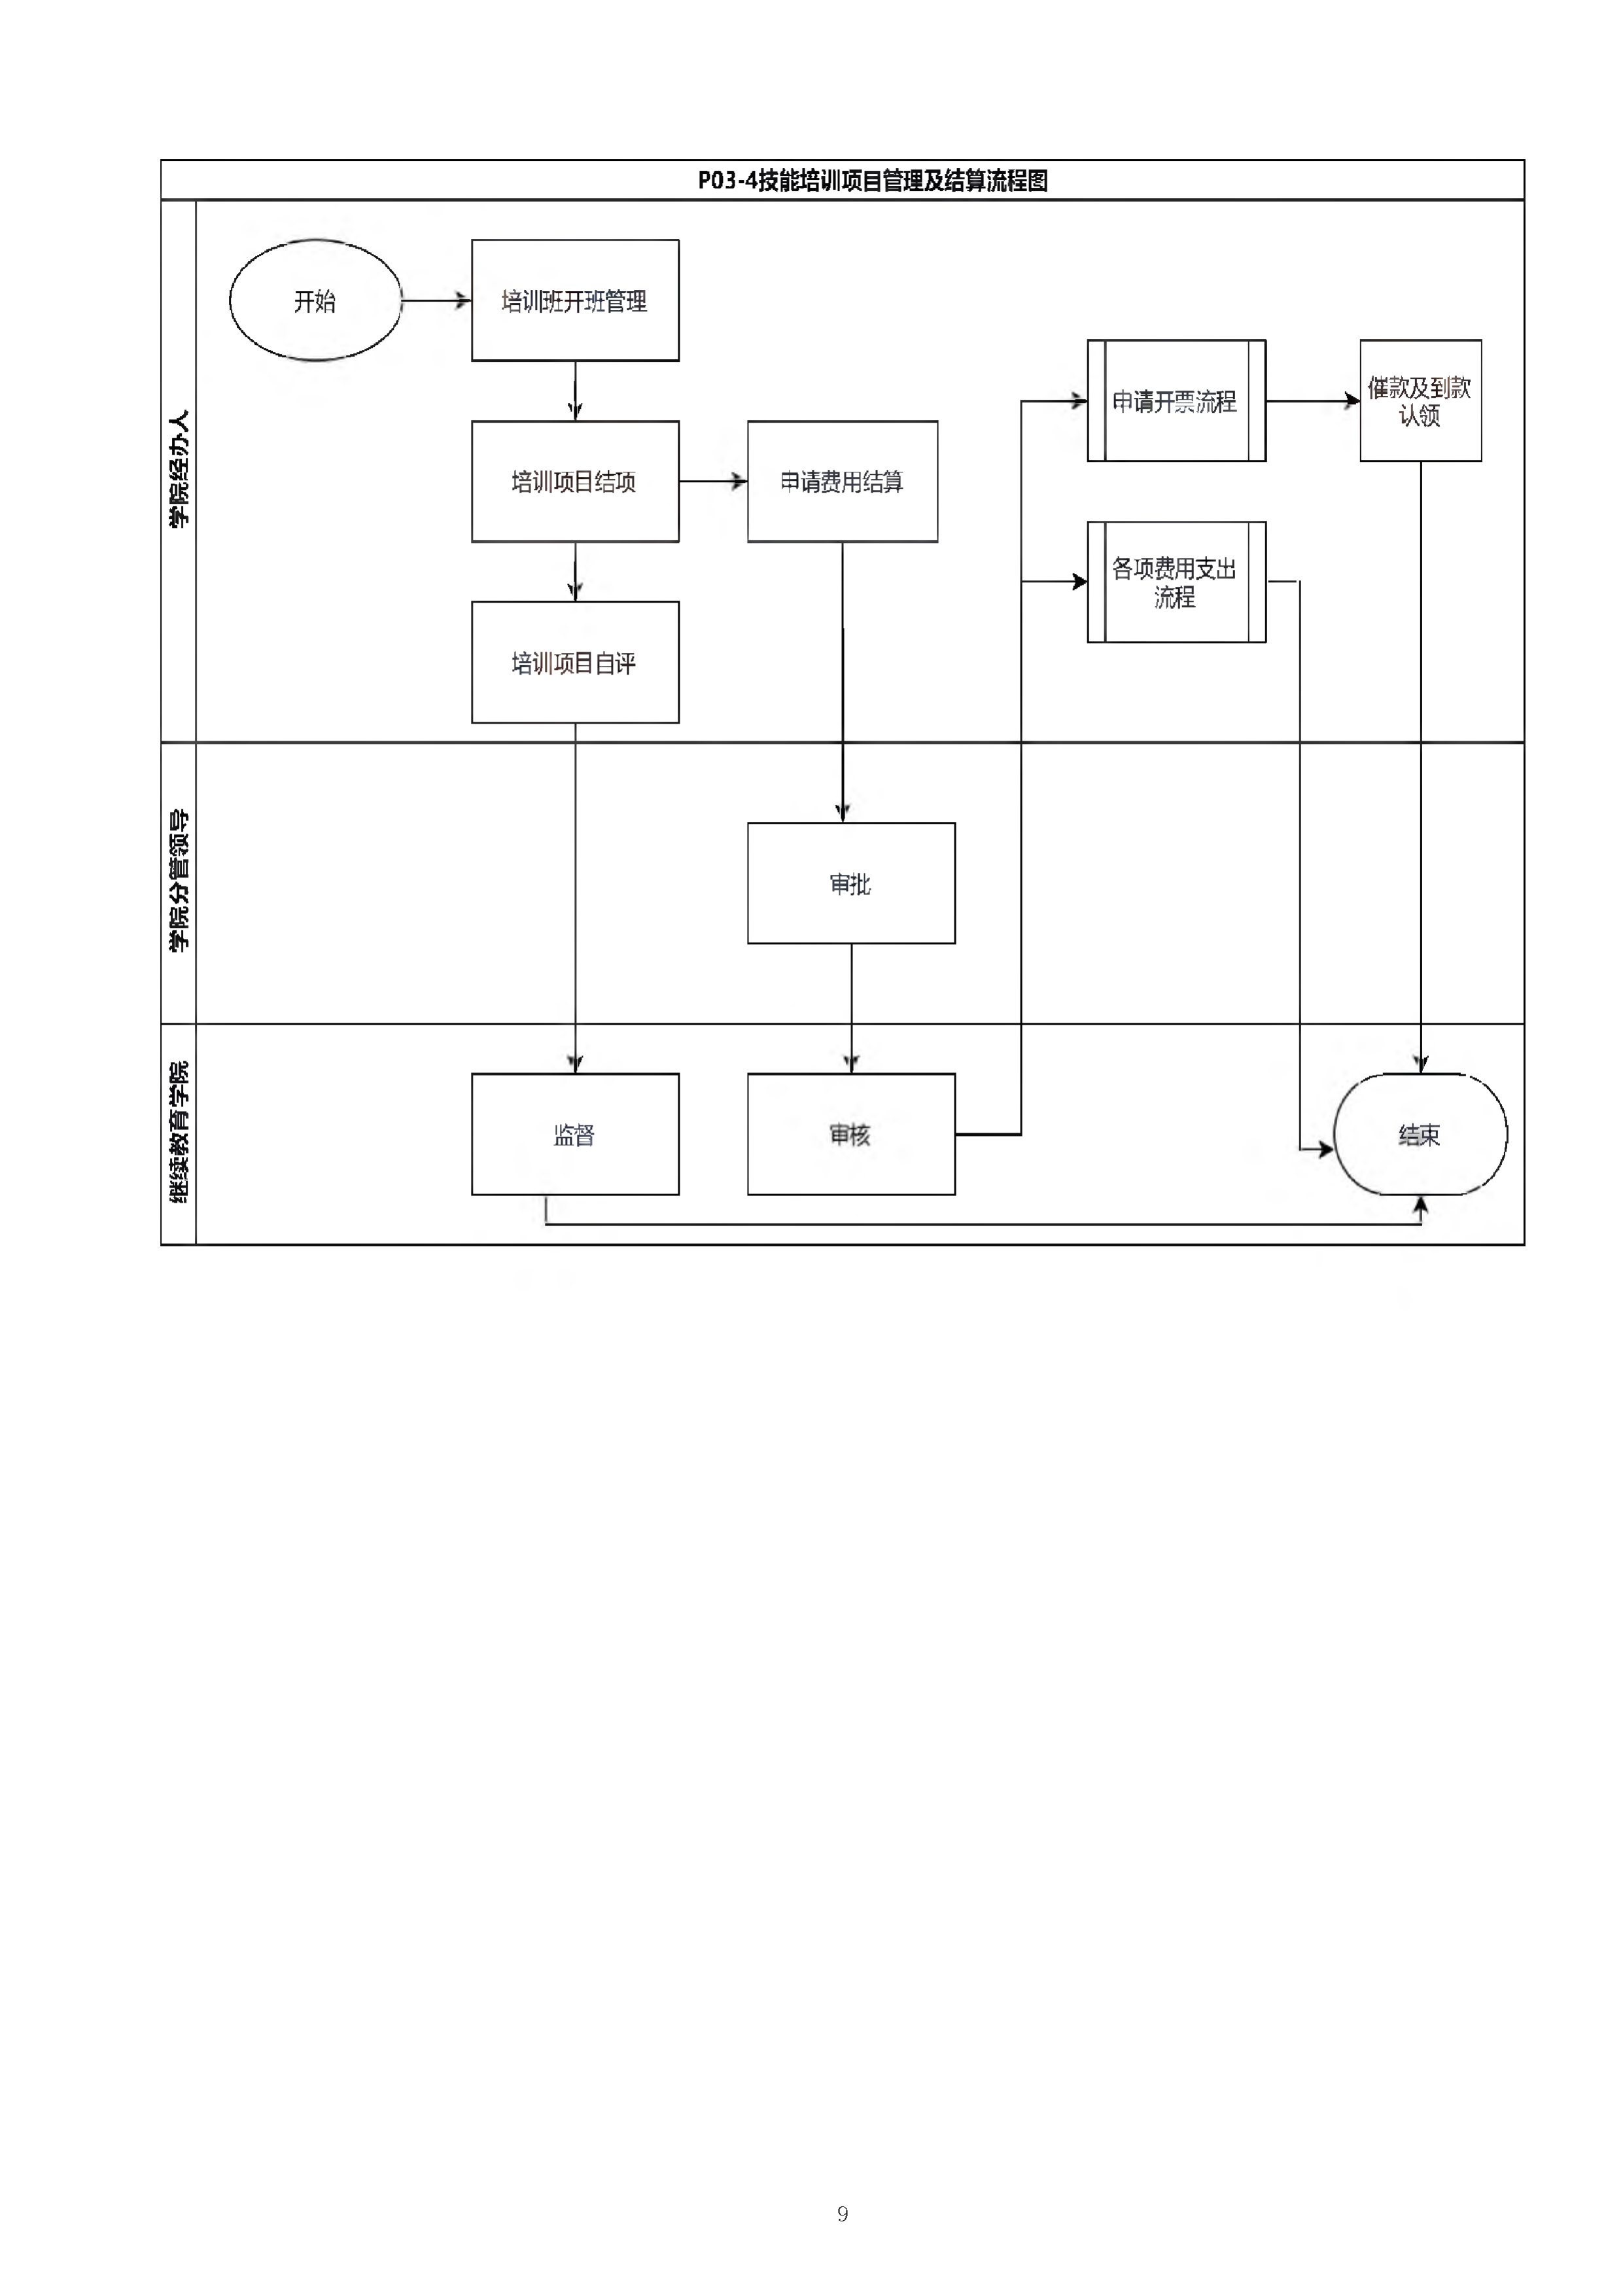 P03-4技能培训项目管理及结算流程图
学院经办人
开始
培训班开班管理
申请开票流程
催款及到款
认领
培训项目结项
申请费用结算
各项费用支出
流程
培训项目自评
学院分管领导
审批
继续教育学院
监督
审核
结束
9